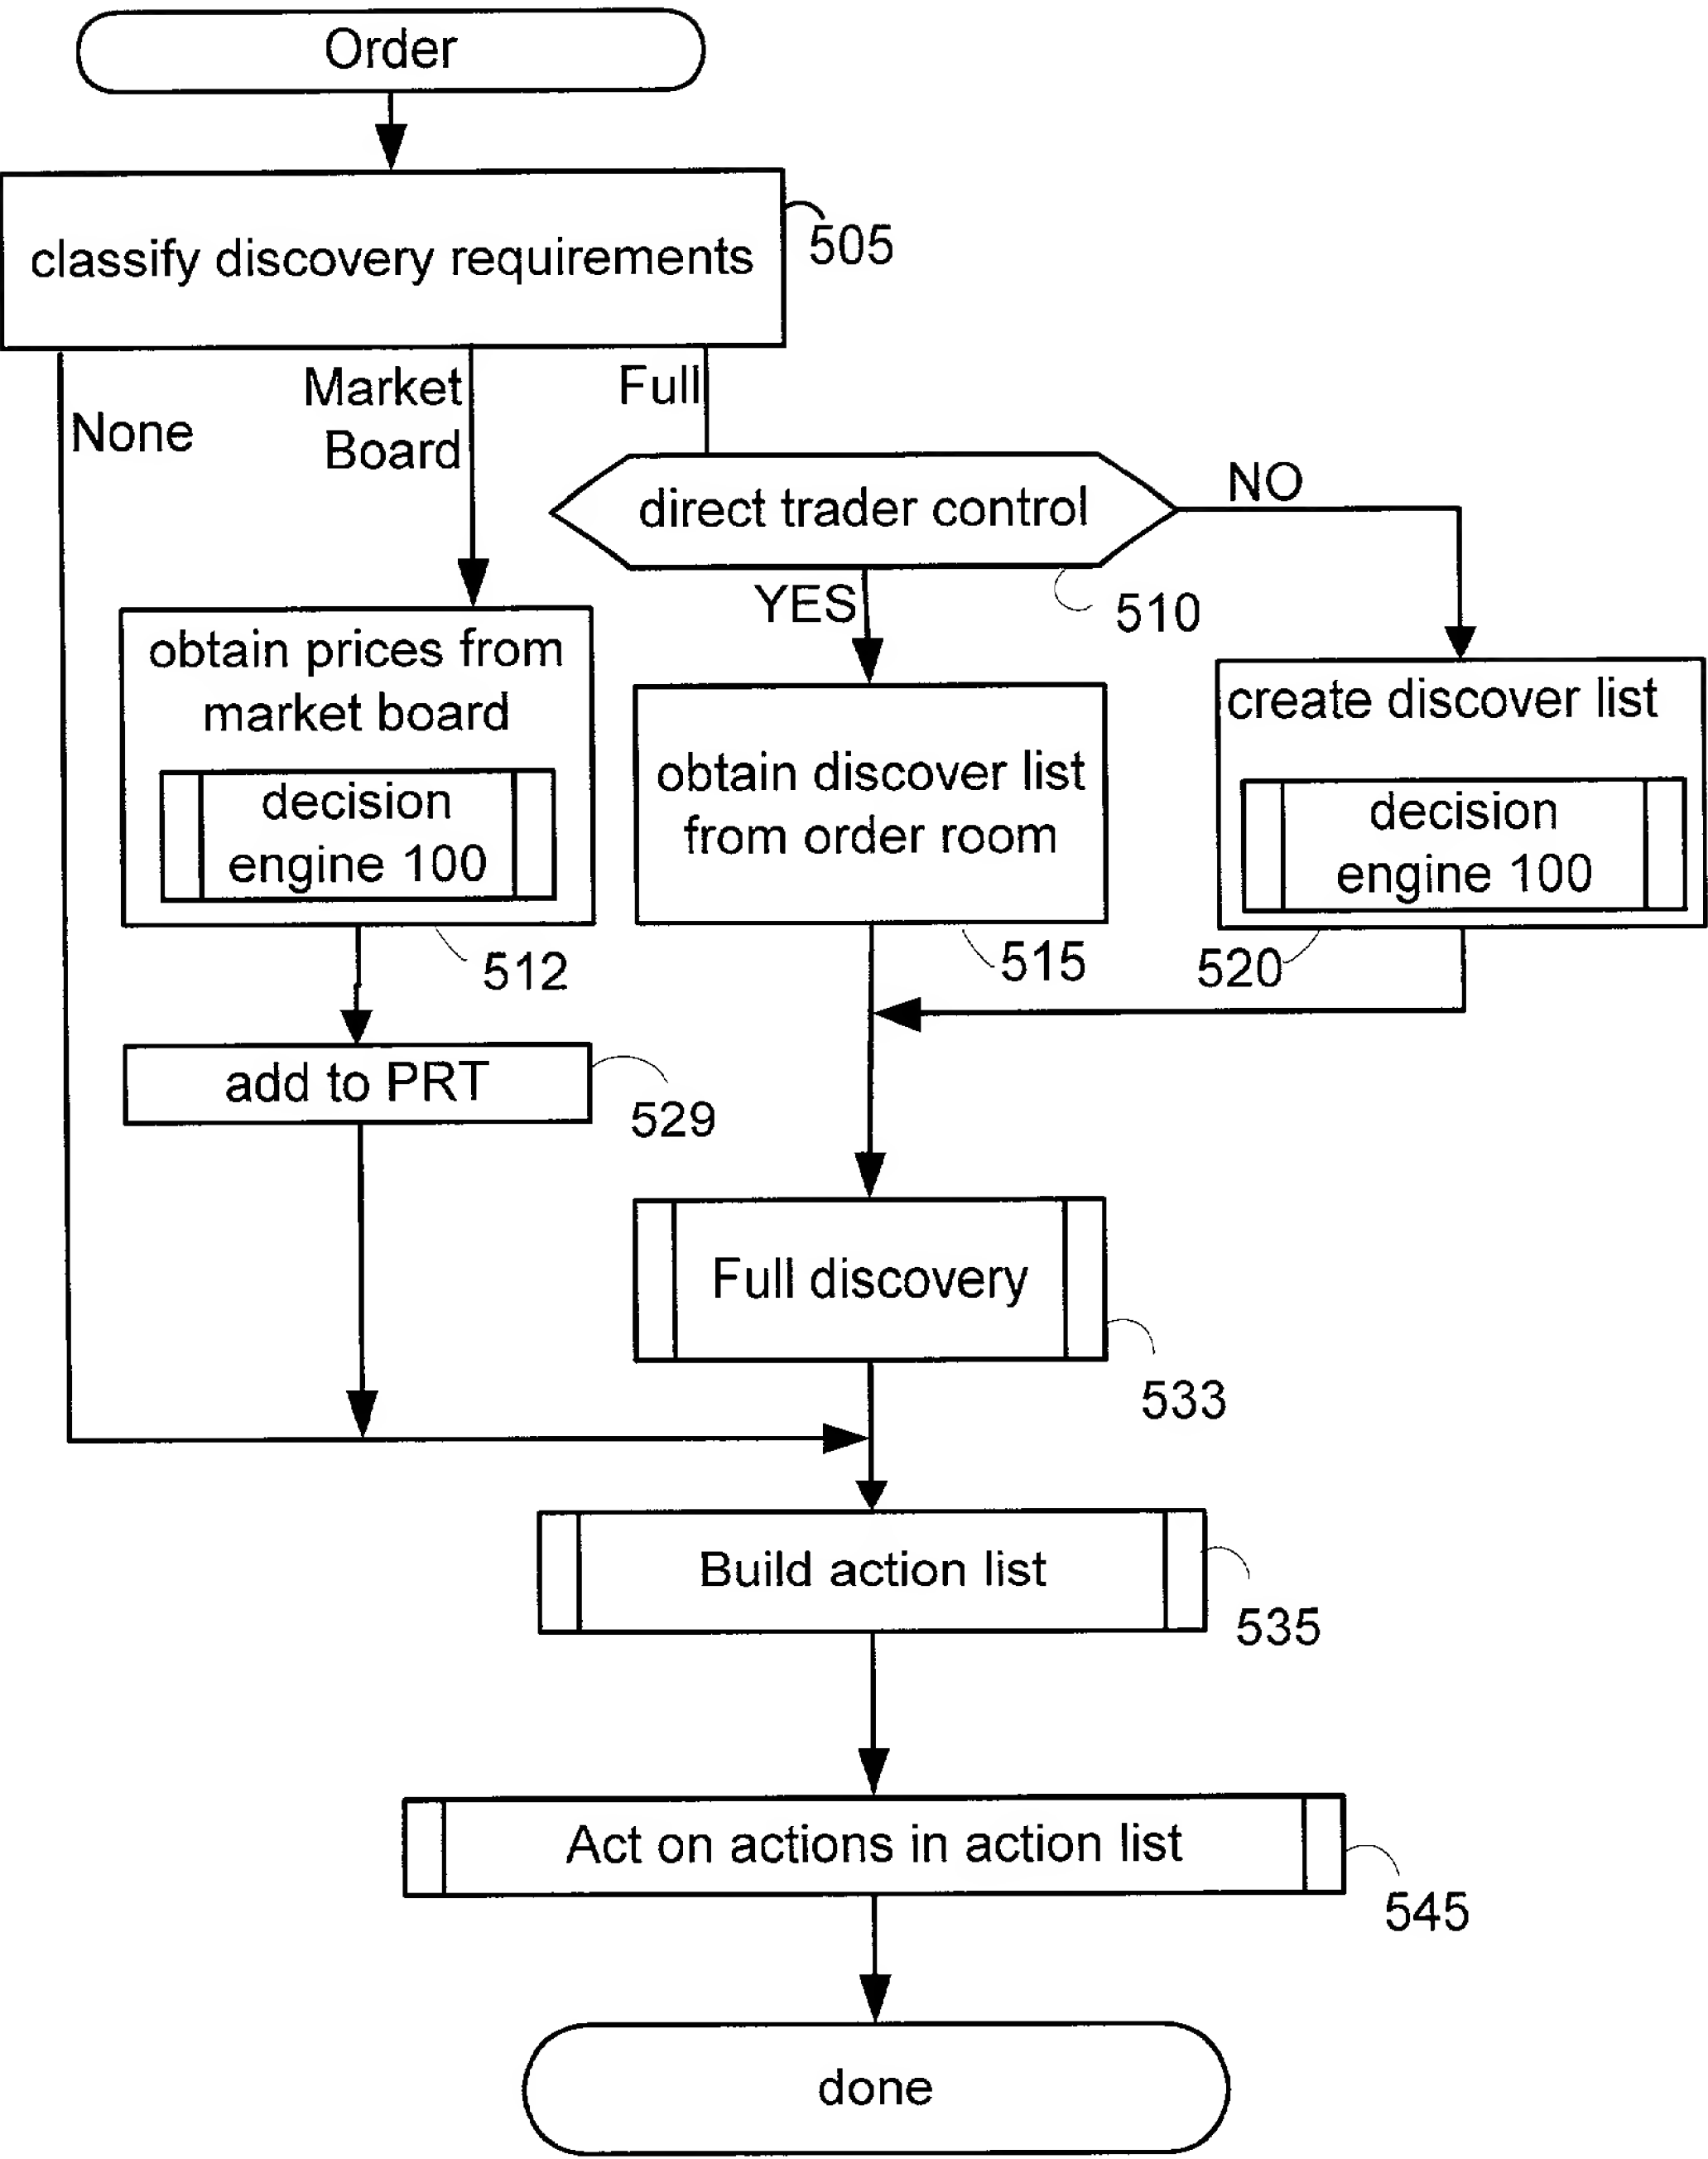 Order
classify discovery requirements
505
None
Market
Board
Full
direct trader control
NO
YES
510
obtain prices from
market board
decision
engine 100
512
obtain discover list
from order room
515
create discover list
decision
engine 100
520
add to PRT
529
Full discovery
533
Build action list
535
Act on actions in action list
545
done